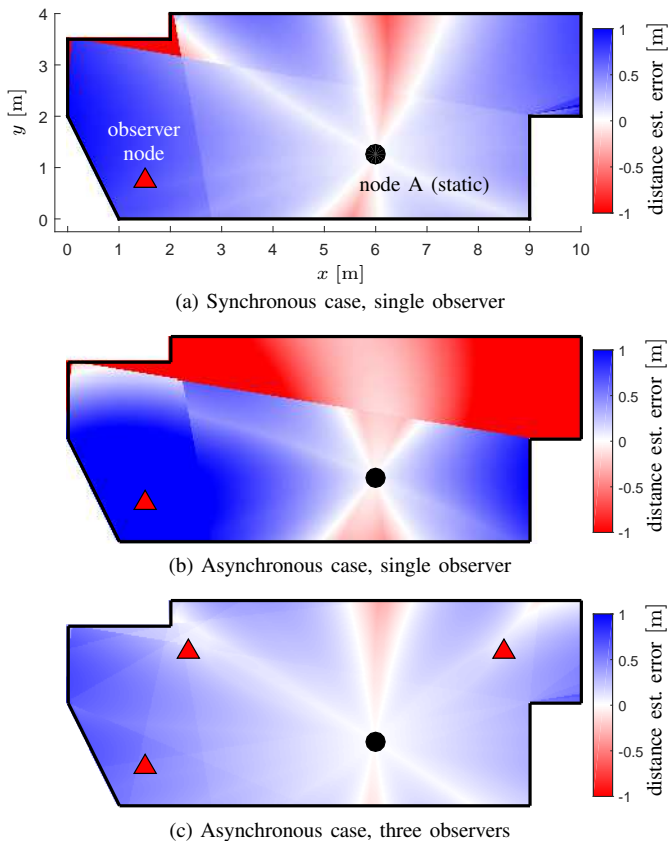 4
3
2
1
0
y [m]
observer
node
node A (static)
0 1 2 3 4 5 6 7 8 9 10
x [m]
1
0.5
0
-0.5
-1
distance est. error [m]
(a) Synchronous case, single observer
1
0.5
0
-0.5
-1
distance est. error [m]
(b) Asynchronous case, single observer
1
0.5
0
-0.5
-1
distance est. error [m]
(c) Asynchronous case, three observers